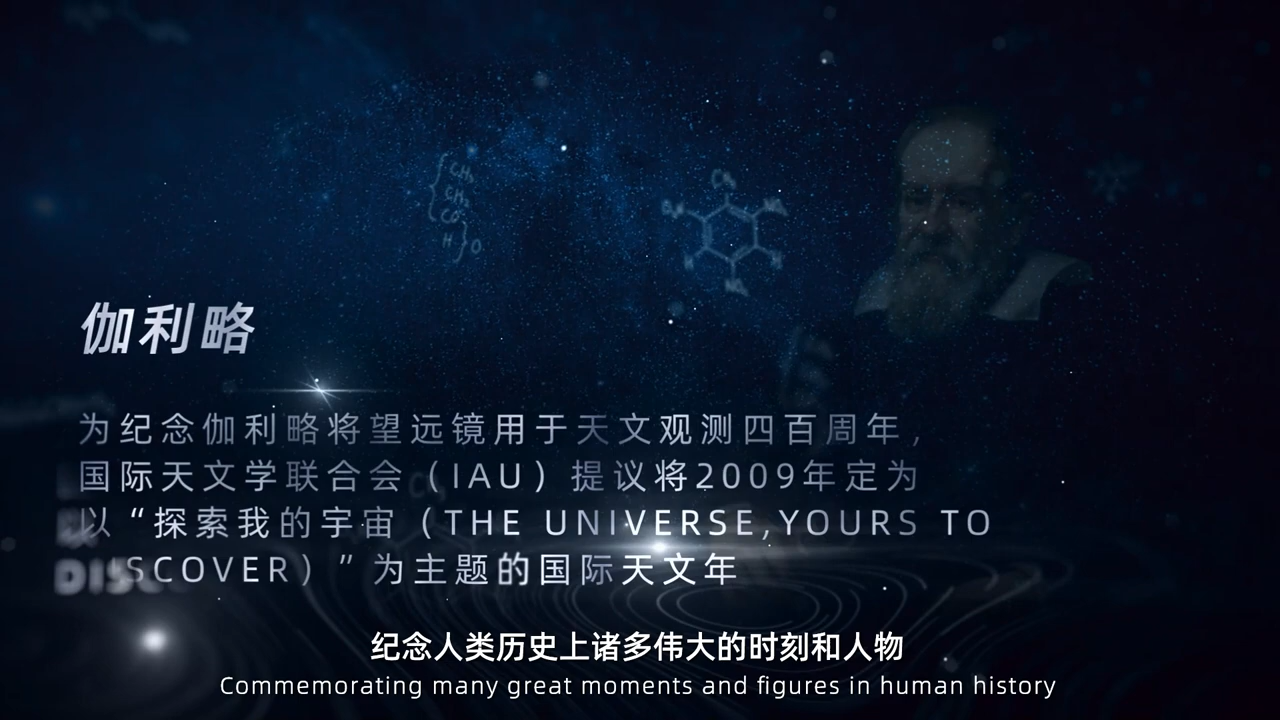 CH₃
CH₂
CO
H } O
伽利略
为纪念伽利略将望远镜用于天文观测四百周年,
国际天文学联合会（IAU）提议将2009年定为
以“探索我的宇宙（THE UNIVERSE,YOURS TO
DISCOVER）”为主题的国际天文年
纪念人类历史上诸多伟大的时刻和人物
Commemorating many great moments and figures in human history